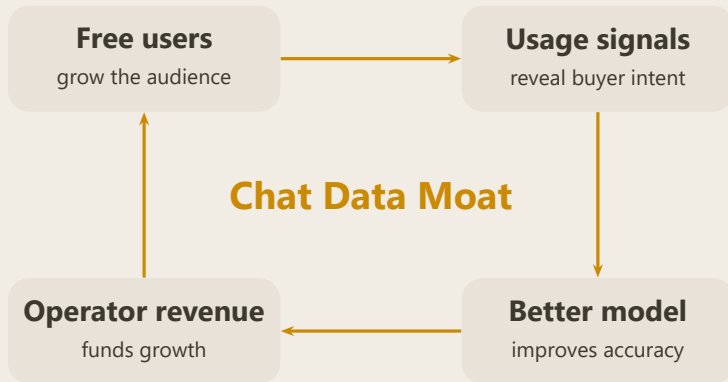 Free users
grow the audience
Usage signals
reveal buyer intent
Chat Data Moat
Operator revenue
funds growth
Better model
improves accuracy